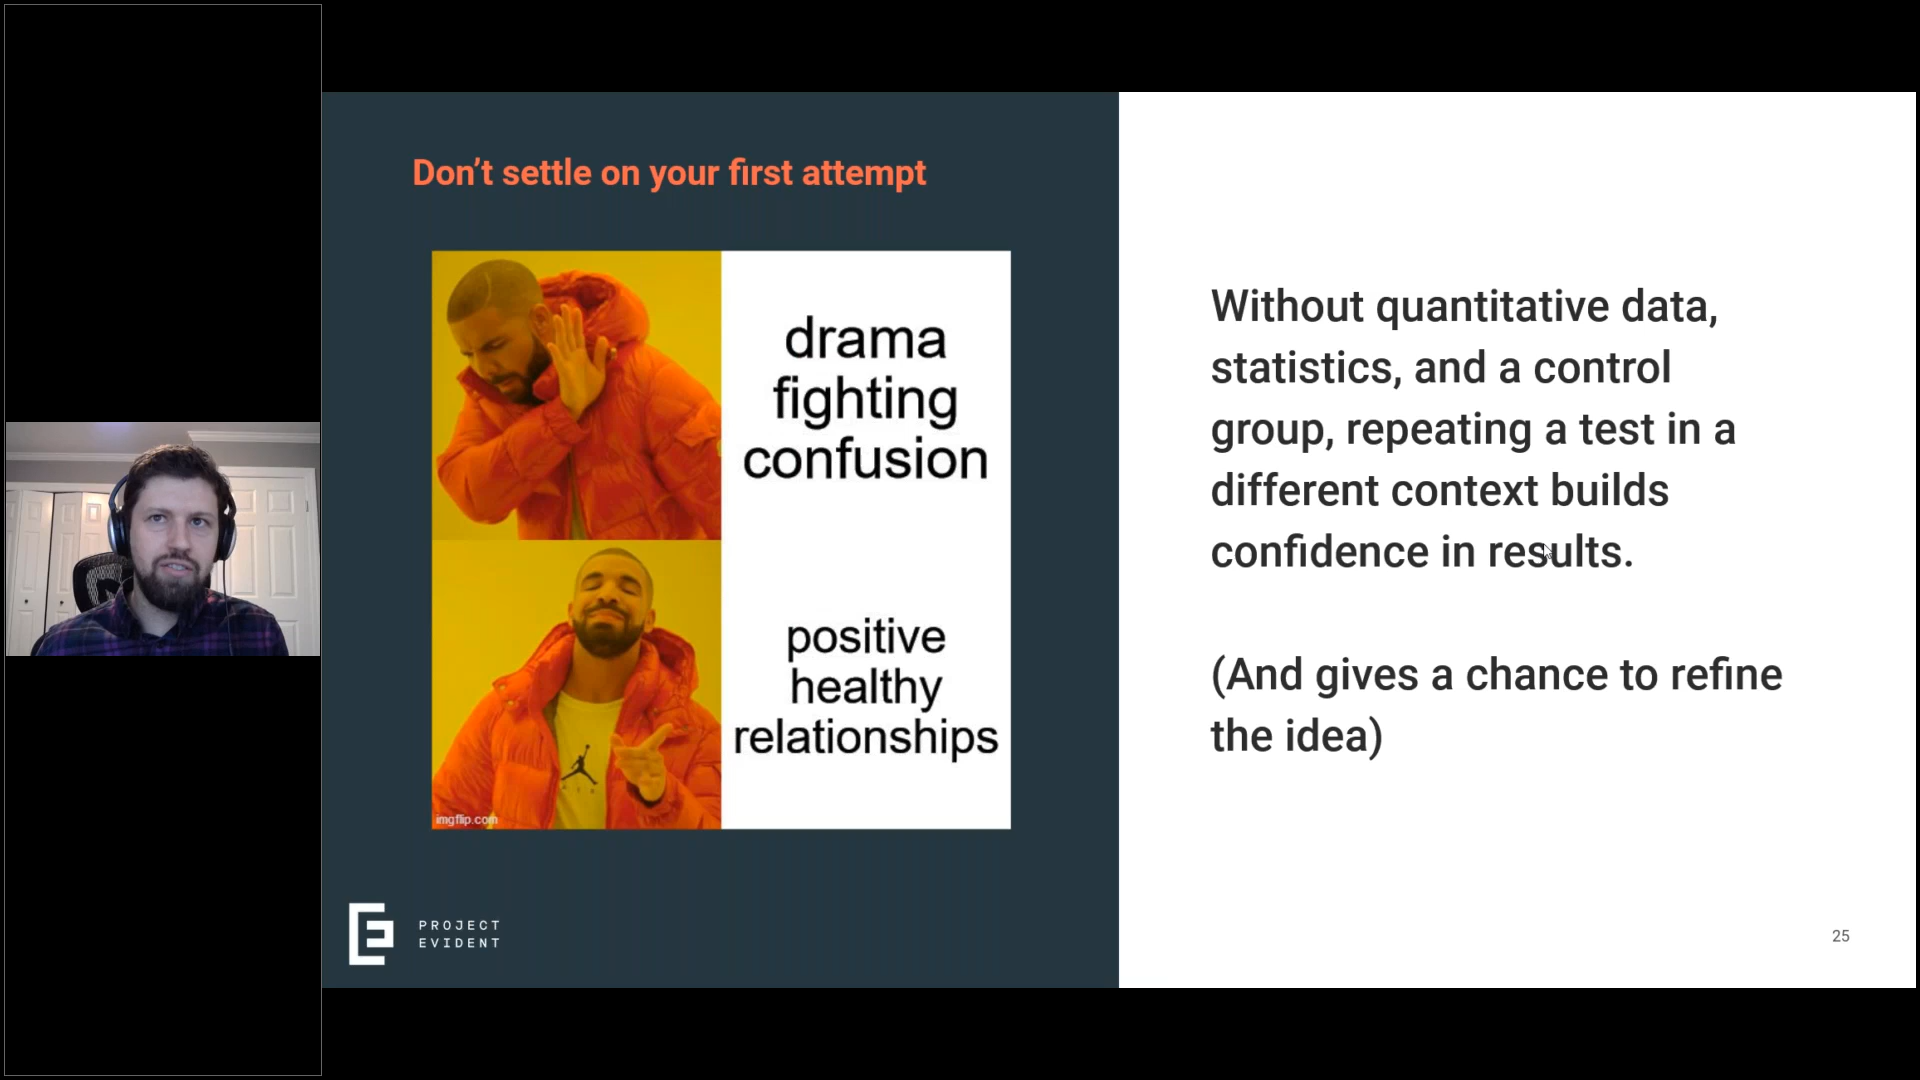 Don’t settle on your first attempt
drama
fighting
confusion
positive
healthy
relationships
imgflip.com
PROJECT
EVIDENT
Without quantitative data,
statistics, and a control
group, repeating a test in a
different context builds
confidence in results.
(And gives a chance to refine
the idea)
25